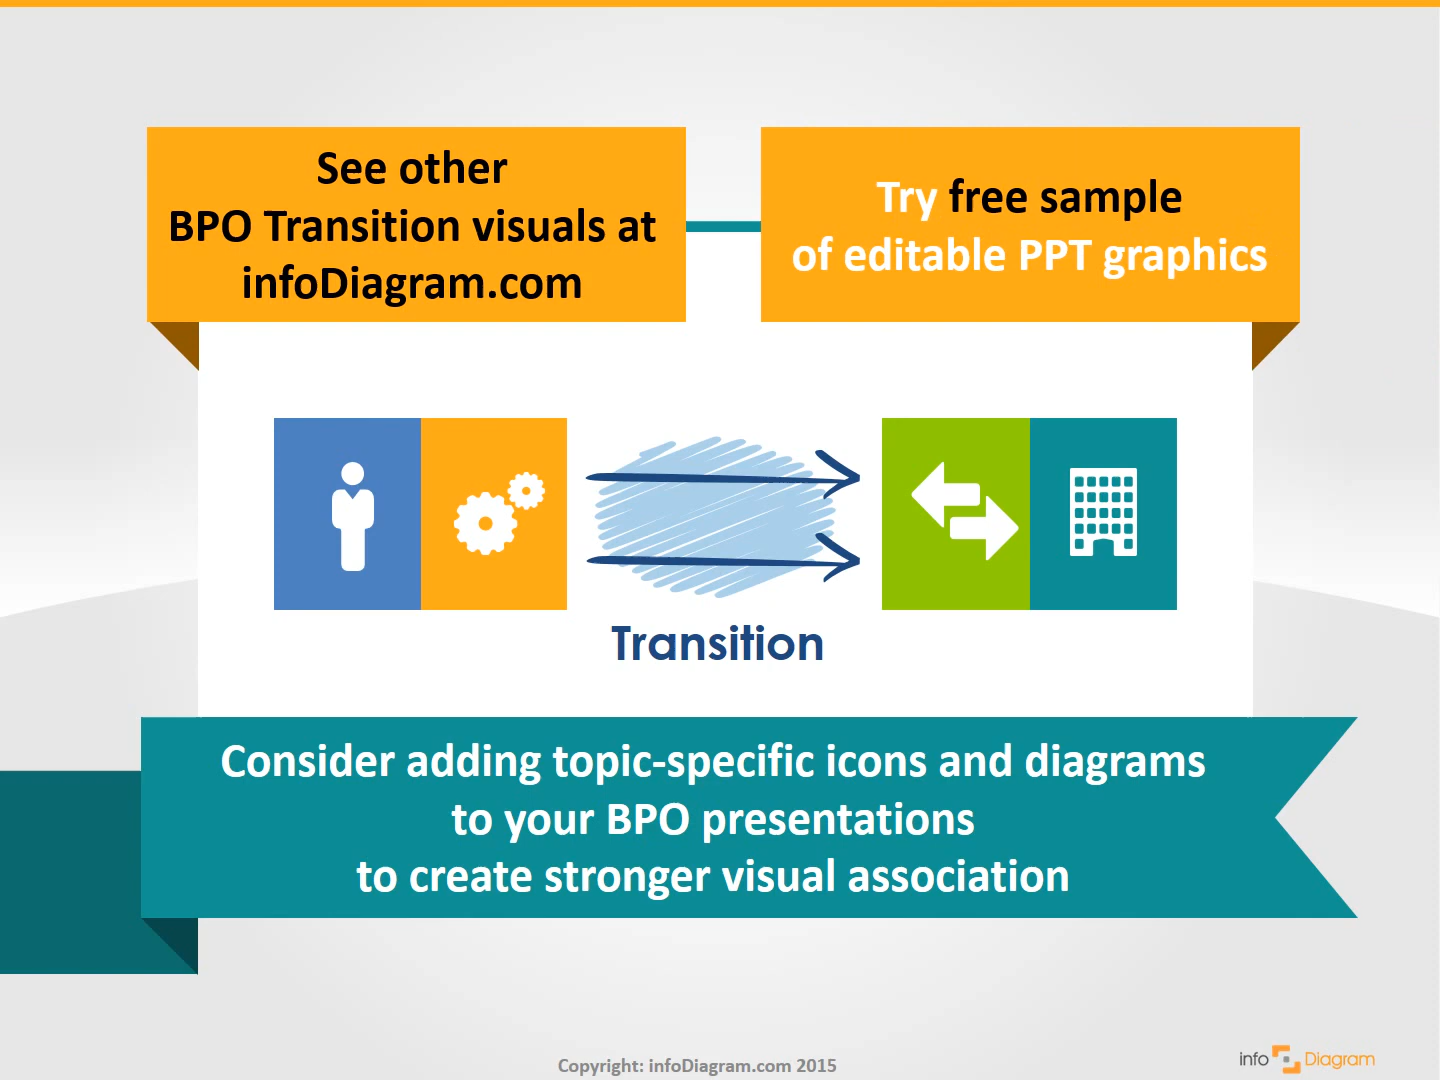 See other
BPO Transition visuals at
infoDiagram.com
Try free sample
of editable PPT graphics
Transition
Consider adding topic-specific icons and diagrams
to your BPO presentations
to create stronger visual association
Copyright: infoDiagram.com 2015
info Diagram